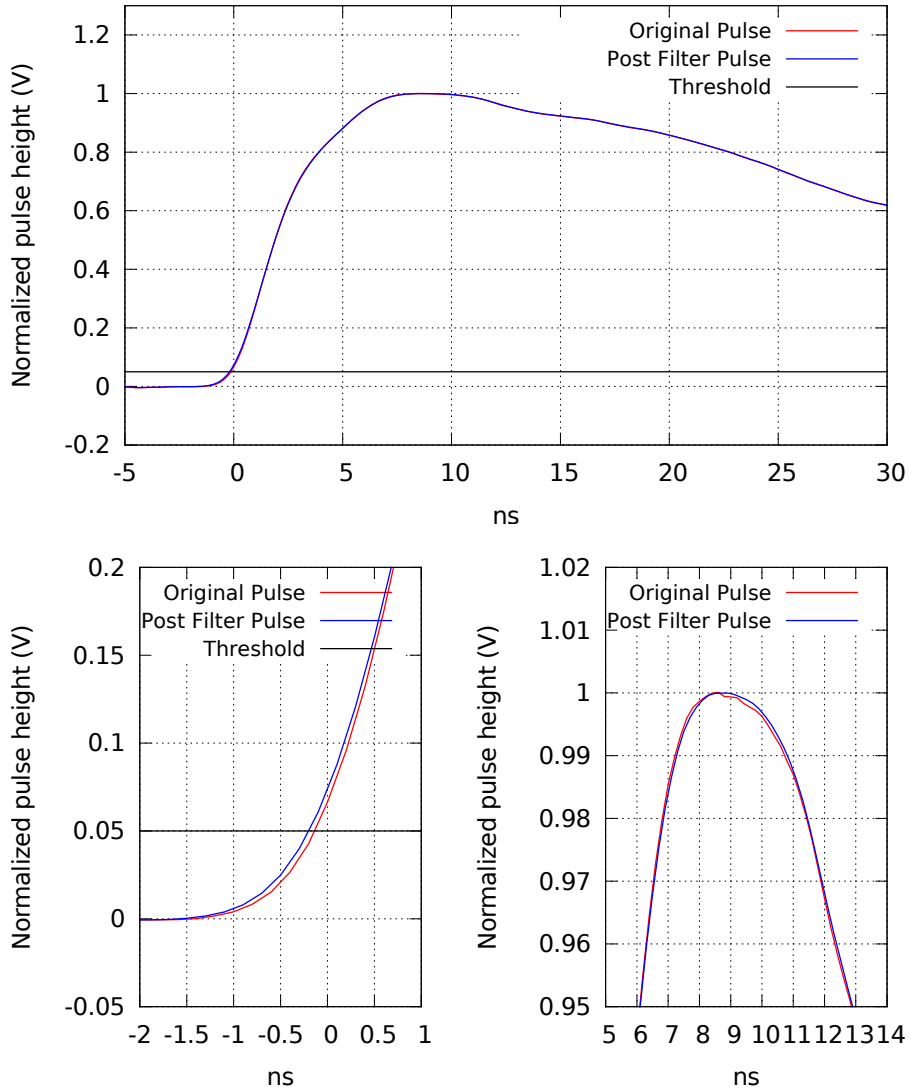 Normalized pulse height (V)
1.2
1
0.8
0.6
0.4
0.2
0
-0.2
Original Pulse
Post Filter Pulse
Threshold
-5 0 5 10 15 20 25 30
ns
Normalized pulse height (V)
0.2
0.15
0.1
0.05
0
-0.05
Original Pulse
Post Filter Pulse
Threshold
-2 -1.5 -1 -0.5 0 0.5 1
ns
Normalized pulse height (V)
1.02
1.01
1
0.99
0.98
0.97
0.96
0.95
Original Pulse
Post Filter Pulse
5 6 7 8 9 10 11 12 13 14
ns